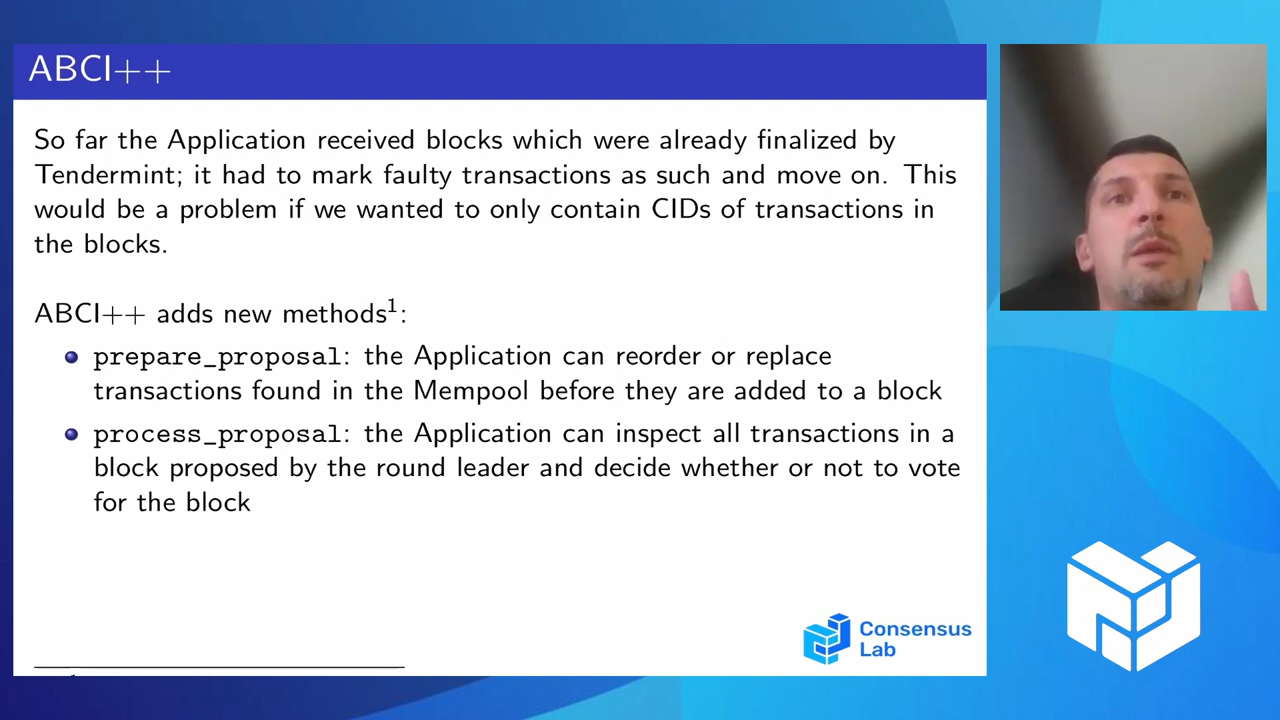 ABCI++
So far the Application received blocks which were already finalized by
Tendermint; it had to mark faulty transactions as such and move on. This
would be a problem if we wanted to only contain CIDs of transactions in
the blocks.
ABCI++ adds new methods¹:
prepare_proposal: the Application can reorder or replace
transactions found in the Mempool before they are added to a block
process_proposal: the Application can inspect all transactions in a
block proposed by the round leader and decide whether or not to vote
for the block
Consensus
Lab